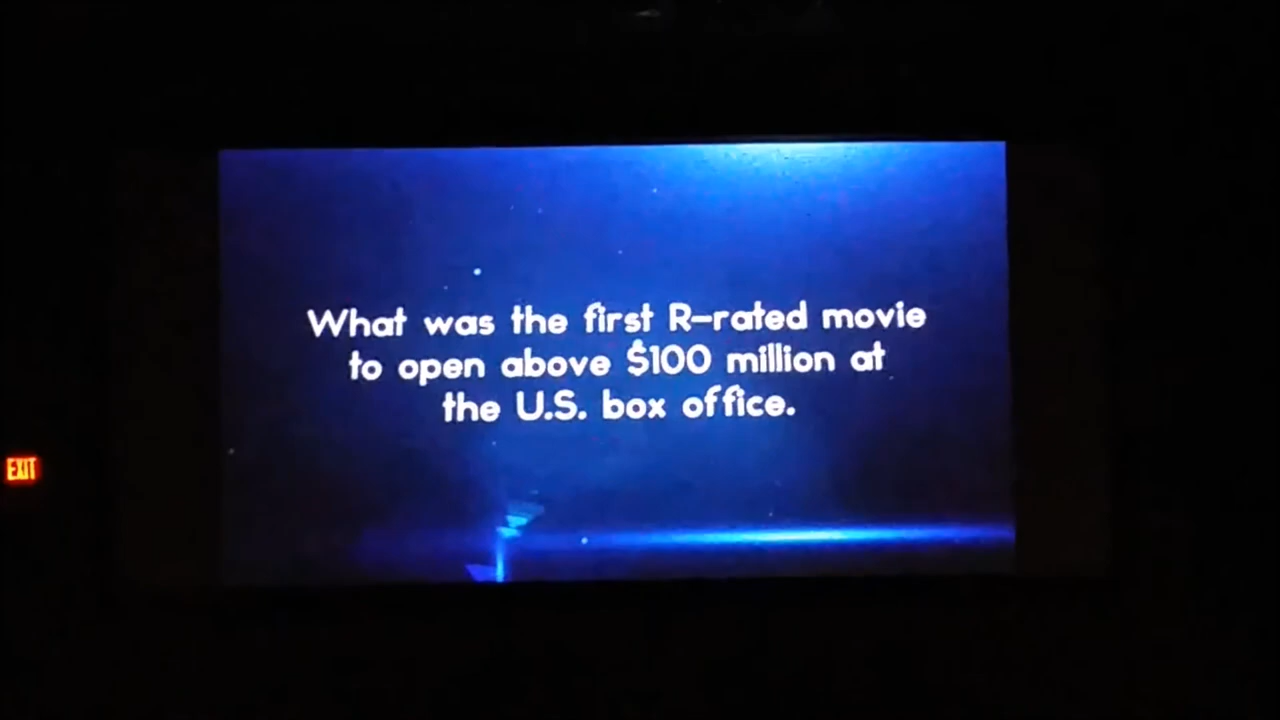 What was the first R-rated movie
to open above $100 million at
the U.S. box office.
EXIT